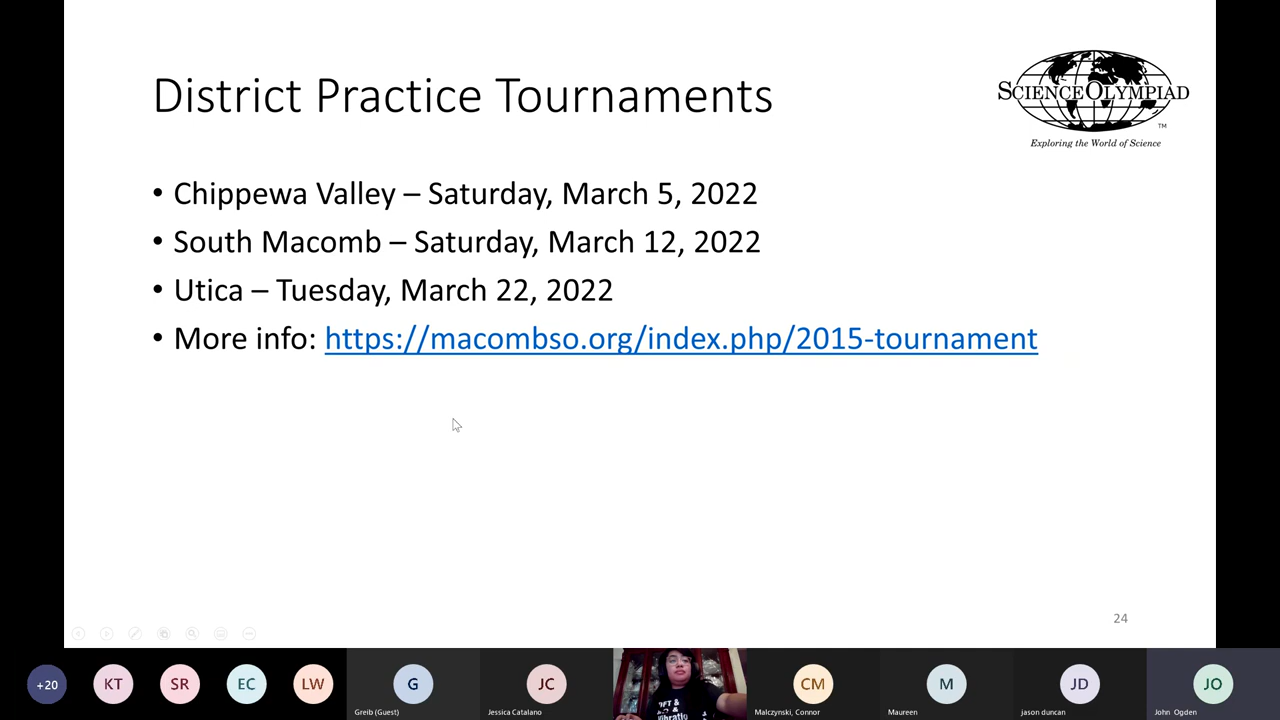 District Practice Tournaments
SCIENCE OLYMPIAD
TM
Exploring the World of Science
• Chippewa Valley – Saturday, March 5, 2022
• South Macomb – Saturday, March 12, 2022
• Utica – Tuesday, March 22, 2022
• More info: https://macombso.org/index.php/2015-tournament
24
+20
KT
SR
EC
LW
G
JC
CM
M
JD
JO
Greib (Guest)
Jessica Catalano
Malczynski, Connor
Maureen
jason duncan
John Ogden